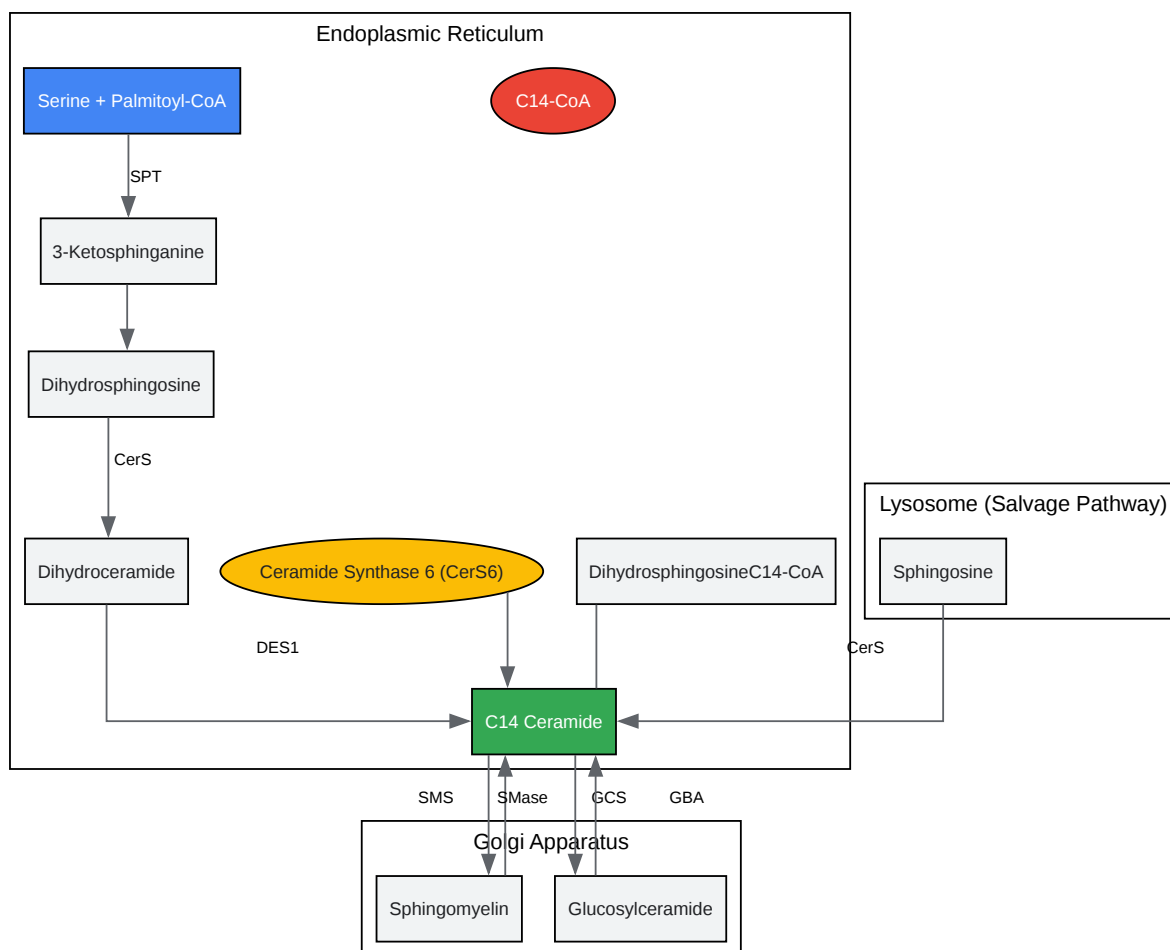 Endoplasmic Reticulum
Serine + Palmitoyl-CoA
C14-CoA
SPT
3-Ketosphinganine
Dihydrosphingosine
CerS
Lysosome (Salvage Pathway)
Dihydroceramide
Ceramide Synthase 6 (CerS6)
DihydrosphingosineC14-CoA
Sphingosine
DES1
CerS
C14 Ceramide
SMS
SMase
GCS
GBA
Golgi Apparatus
Sphingomyelin
Glucosylceramide